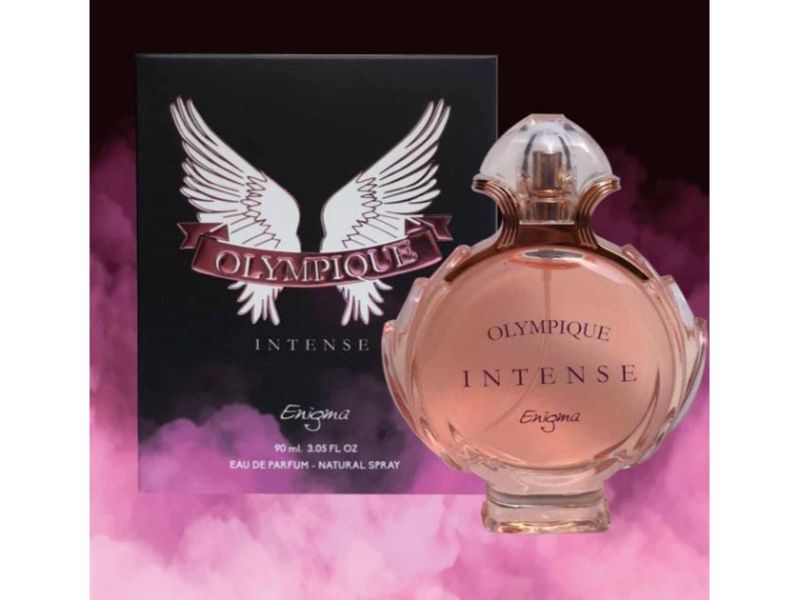 OLYMPIQUE
INTENSE
Enigma
90 ml. 3.05 FL OZ
EAU DE PARFUM - NATURAL SPRAY
OLYMPIQUE
INTENSE
Enigma